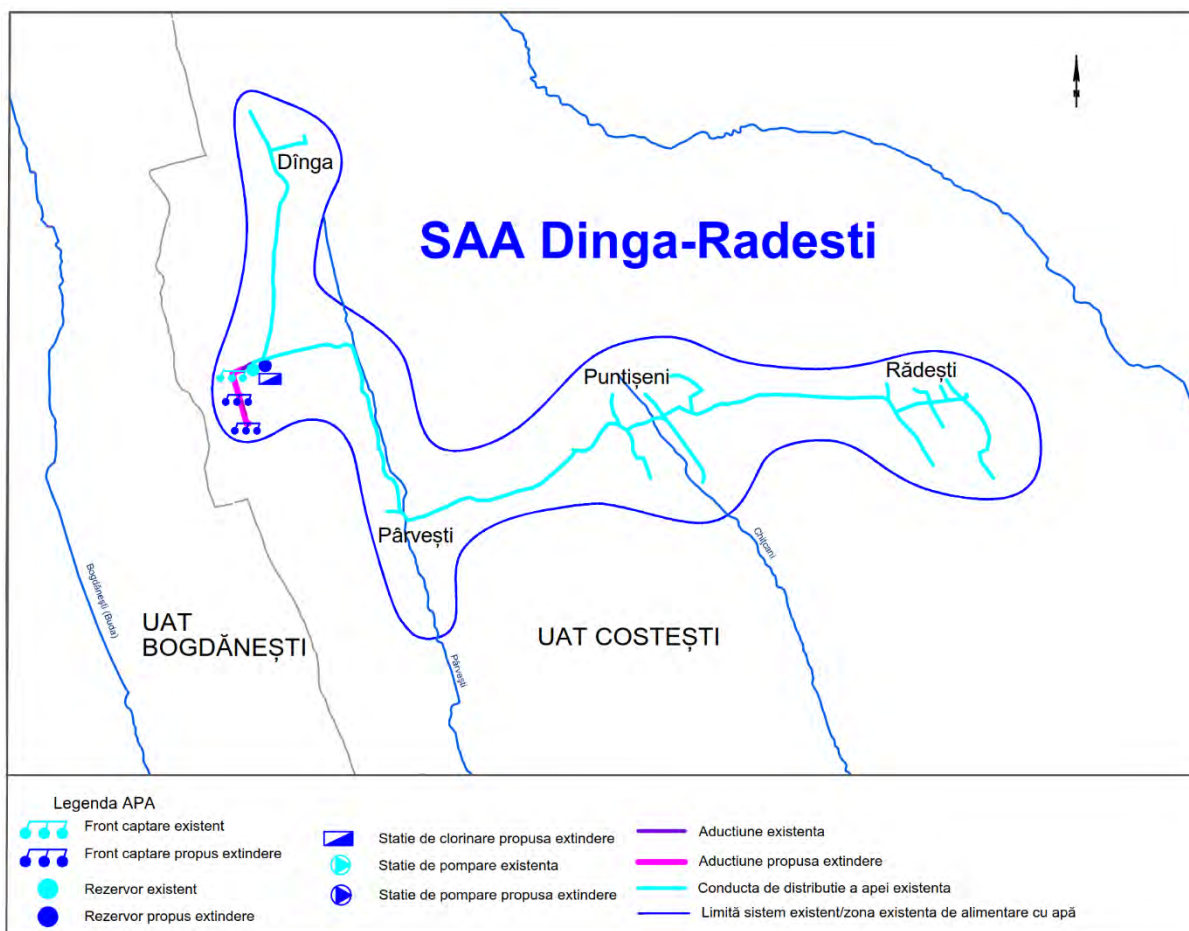 Dînga
SAA Dinga-Radesti
Puntișeni
Rădești
Pârvești
Chițcani
Bogdănești (Buda)
UAT
BOGDĂNEȘTI
UAT COSTEȘTI
Pârvești
Legenda APA
Front captare existent
Front captare propus extindere
Rezervor existent
Rezervor propus extindere
Statie de clorinare propusa extindere
Statie de pompare existenta
Statie de pompare propusa extindere
Aductiune existenta
Aductiune propusa extindere
Conducta de distributie a apei existenta
Limită sistem existent/zona existenta de alimentare cu apă